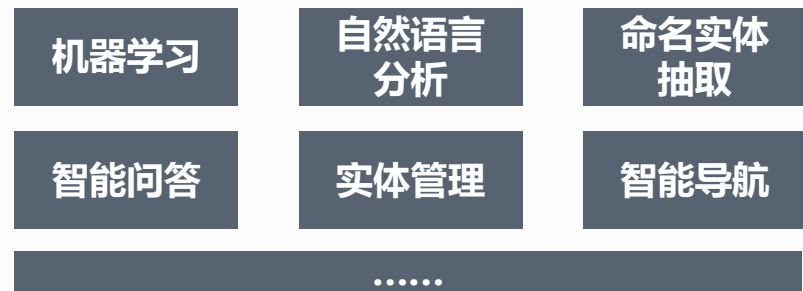 机器学习
自然语言
分析
命名实体
抽取
智能问答
实体管理
智能导航
……